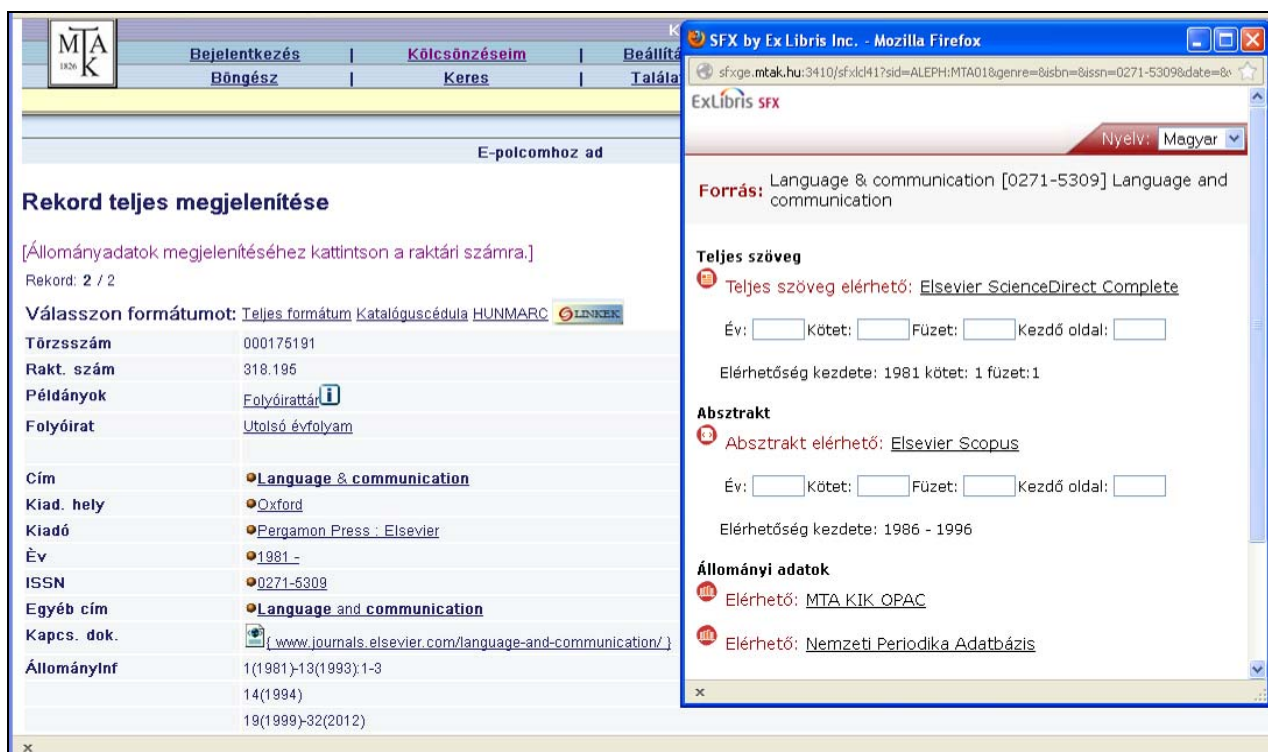 MTA
1826 K
K
Bejelentkezés | Kölcsönzéseim | Beállítá
Böngész | Keres | Talála
E-polcomhoz ad
Rekord teljes megjelenítése
[Állományadatok megjelenítéséhez kattintson a raktári számra.]
Rekord: 2 / 2
Válasszon formátumot: Teljes formátum Katalóguscédula HUNMARC LINKEK
Törzsszám 000175191
Rakt. szám 318.195
Példányok Folyóirattár i
Folyóirat Utolsó évfolyam
Cím Language & communication
Kiad. hely Oxford
Kiadó Pergamon Press : Elsevier
Èv 1981 -
ISSN 0271-5309
Egyéb cím Language and communication
Kapcs. dok. { www.journals.elsevier.com/language-and-communication/ }
ÁllományInf 1(1981)-13(1993):1-3
14(1994)
19(1999)-32(2012)
x
SFX by Ex Libris Inc. - Mozilla Firefox
sfxge.mtak.hu:3410/sfxlcl41?sid=ALEPH:MTA01&genre=&isbn=&issn=0271-5309&date=&
ExLibris SFX
Nyelv: Magyar
Forrás: Language & communication [0271-5309] Language and
communication
Teljes szöveg
Teljes szöveg elérhető: Elsevier ScienceDirect Complete
Év: Kötet: Füzet: Kezdő oldal:
Elérhetőség kezdete: 1981 kötet: 1 füzet:1
Absztrakt
Absztrakt elérhető: Elsevier Scopus
Év: Kötet: Füzet: Kezdő oldal:
Elérhetőség kezdete: 1986 - 1996
Állományi adatok
Elérhető: MTA KIK OPAC
Elérhető: Nemzeti Periodika Adatbázis
x